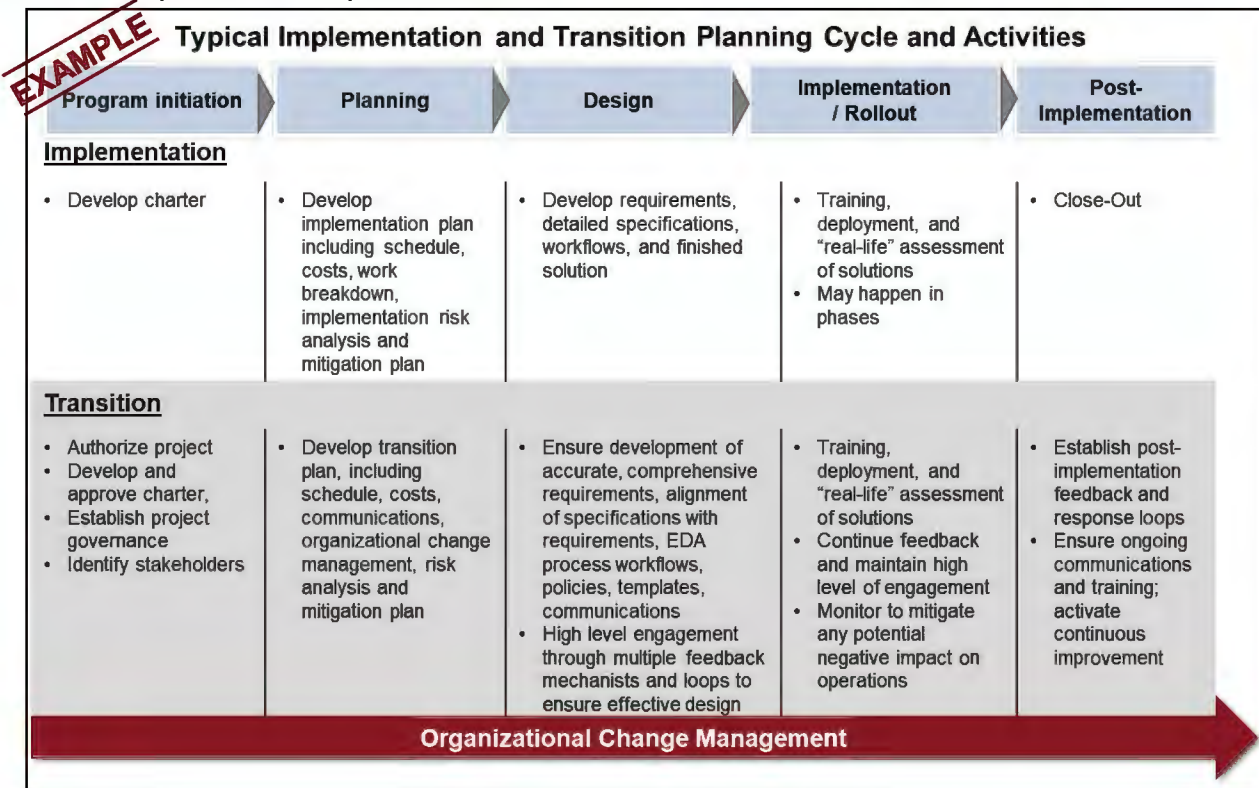 EXAMPLE
Typical Implementation and Transition Planning Cycle and Activities
Program initiation
Planning
Design
Implementation
/ Rollout
Post-
Implementation
Implementation
• Develop charter
• Develop
implementation plan
including schedule,
costs, work
breakdown,
implementation risk
analysis and
mitigation plan
• Develop requirements,
detailed specifications,
workflows, and finished
solution
• Training,
deployment, and
“real-life” assessment
of solutions
• May happen in
phases
• Close-Out
Transition
• Authorize project
• Develop and
approve charter,
• Establish project
governance
• Identify stakeholders
• Develop transition
plan, including
schedule, costs,
communications,
organizational change
management, risk
analysis and
mitigation plan
• Ensure development of
accurate, comprehensive
requirements, alignment
of specifications with
requirements, EDA
process workflows,
policies, templates,
communications
• High level engagement
through multiple feedback
mechanists and loops to
ensure effective design
• Training,
deployment, and
“real-life” assessment
of solutions
• Continue feedback
and maintain high
level of engagement
• Monitor to mitigate
any potential
negative impact on
operations
• Establish post-
implementation
feedback and
response loops
• Ensure ongoing
communications
and training;
activate
continuous
improvement
Organizational Change Management